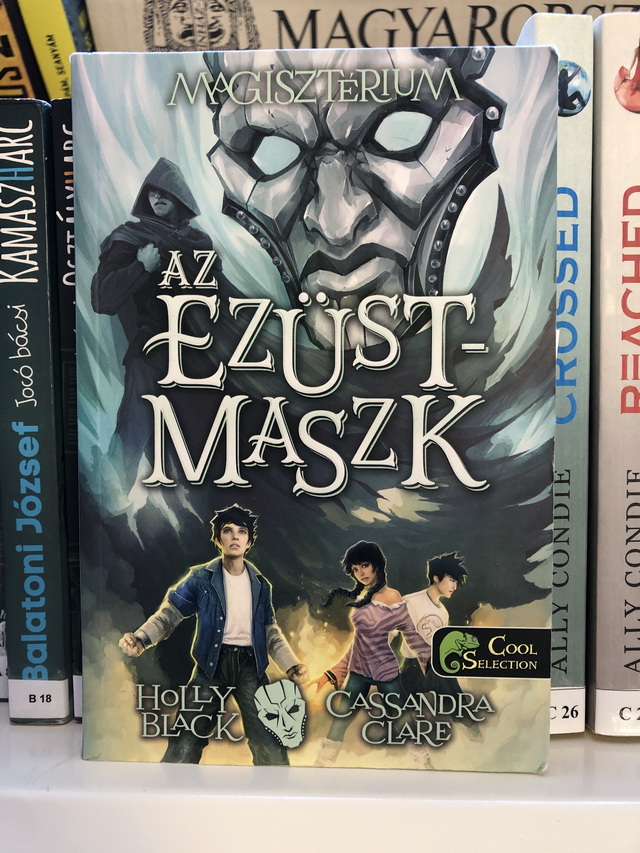 MAGYARORSZ
MAGISZTÉRIUM
AZ
EZÜST-
MASZK
HOLLY
BLACK
CASSANDRA
CLARE
COOL
SELECTION
Balatoni József
Jocó bácsi
KAMASZHARC
B 18
CROSSED
ALLY CONDIE
C 26
REACHED
ALLY CONDIE